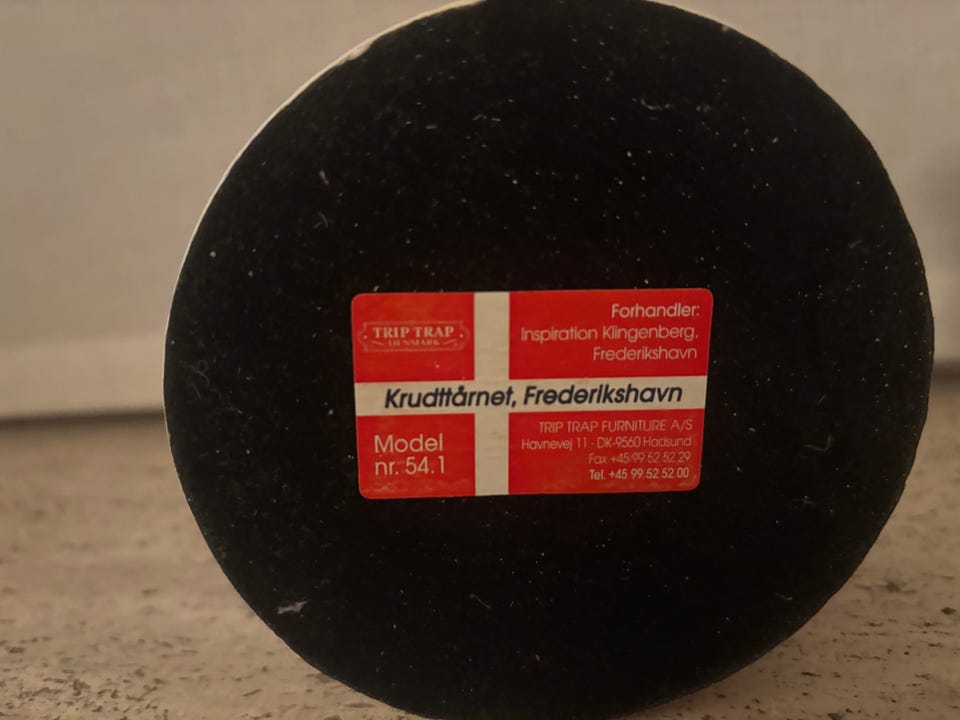 TRIP TRAP
DENMARK
Forhandler:
Inspiration Klingenberg,
Frederikshavn
Krudttårnet, Frederikshavn
Model
nr. 54.1
TRIP TRAP FURNITURE A/S
Havnevej 11 · DK-9560 Hadsund
Fax +45 99 52 52 29
Tel. +45 99 52 52 00